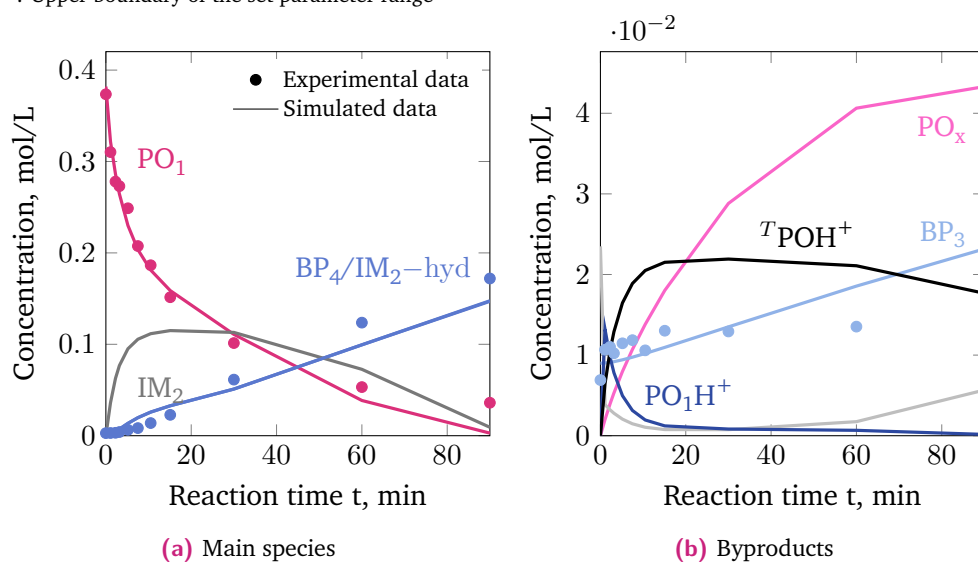 Upper boundary of the set parameter range
·10⁻²
0.4
0.3
0.2
0.1
0
Concentration, mol/L
Experimental data
Simulated data
PO₁
BP₄/IM₂−hyd
IM₂
0 20 40 60 80
Reaction time t, min
(a) Main species
4
3
2
1
0
Concentration, mol/L
POₓ
ᵀPOH⁺
BP₃
PO₁H⁺
0 20 40 60 80
Reaction time t, min
(b) Byproducts